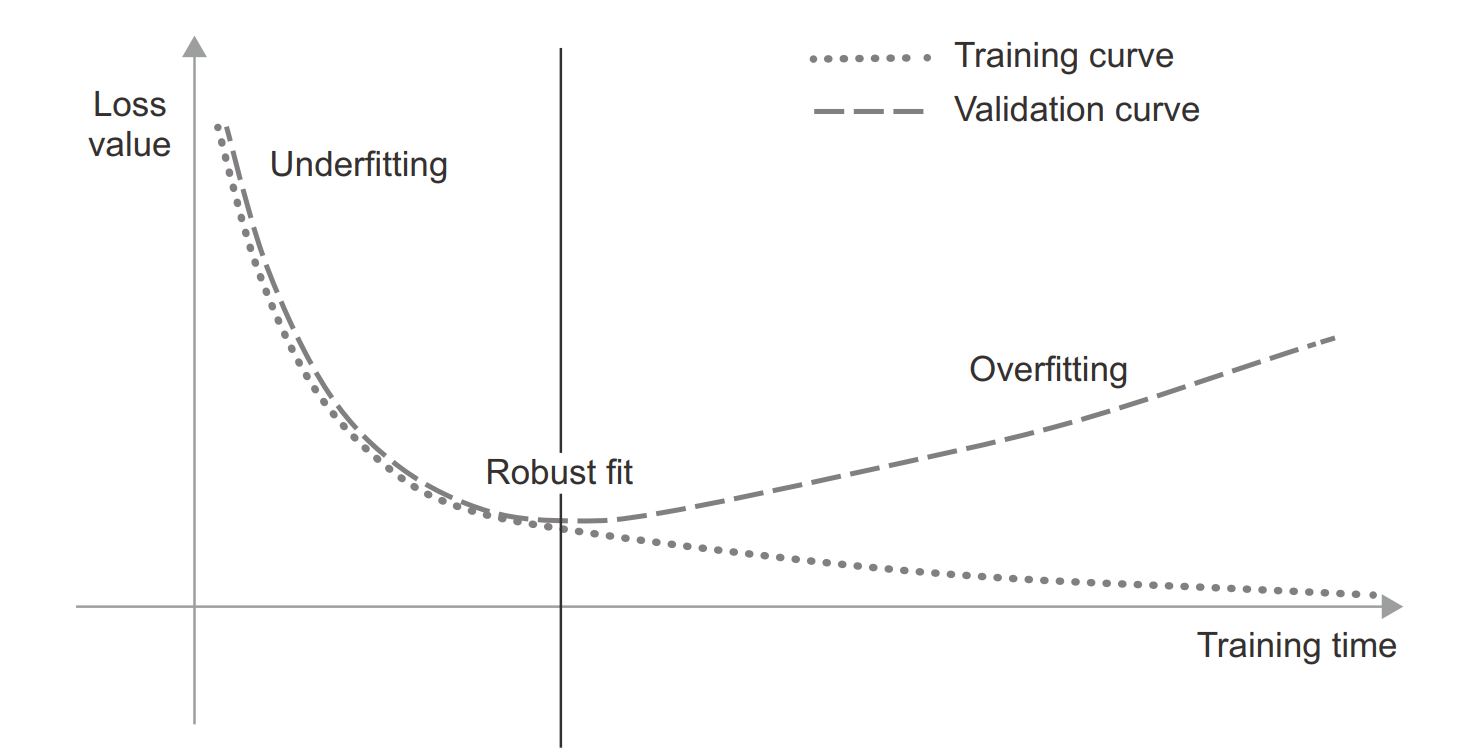 Loss
value
Underfitting
Training curve
Validation curve
Overfitting
Robust fit
Training time